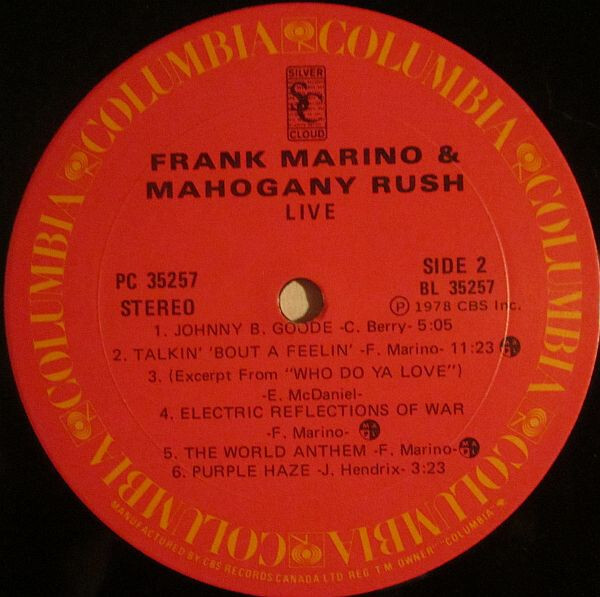 COLUMBIA COLUMBIA COLUMBIA COLUMBIA COLUMBIA COLUMBIA
SILVER
SC
CLOUD
FRANK MARINO &
MAHOGANY RUSH
LIVE
PC 35257
STEREO
SIDE 2
BL 35257
Ⓟ 1978 CBS Inc.
1. JOHNNY B. GOODE -C. Berry- 5:05
2. TALKIN' 'BOUT A FEELIN' -F. Marino- 11:23
3. (Excerpt From "WHO DO YA LOVE")
-E. McDaniel-
4. ELECTRIC REFLECTIONS OF WAR
-F. Marino-
5. THE WORLD ANTHEM -F. Marino-
6. PURPLE HAZE -J. Hendrix- 3:23
MANUFACTURED BY CBS RECORDS CANADA LTD REG. T.M. OWNER "COLUMBIA"